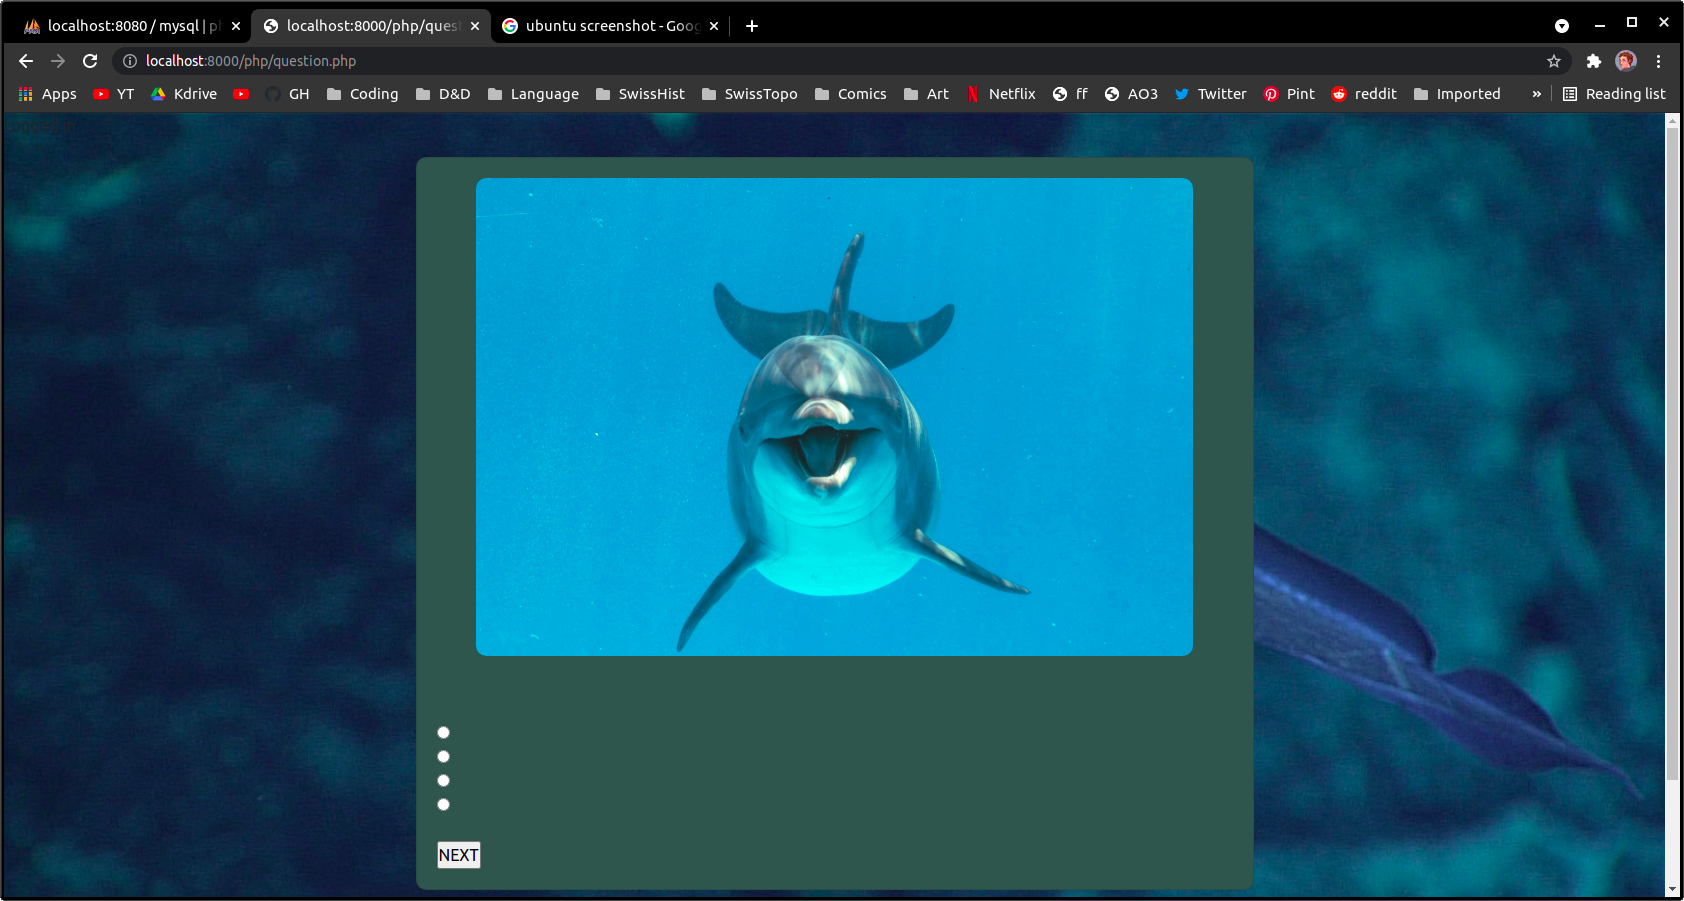 localhost:8080 / mysql | p
localhost:8000/php/ques
ubuntu screenshot - Goog
localhost:8000/php/question.php
Apps YT Kdrive GH Coding D&D Language SwissHist SwissTopo Comics Art Netflix ff AO3 Twitter Pint reddit Imported » Reading list
NEXT